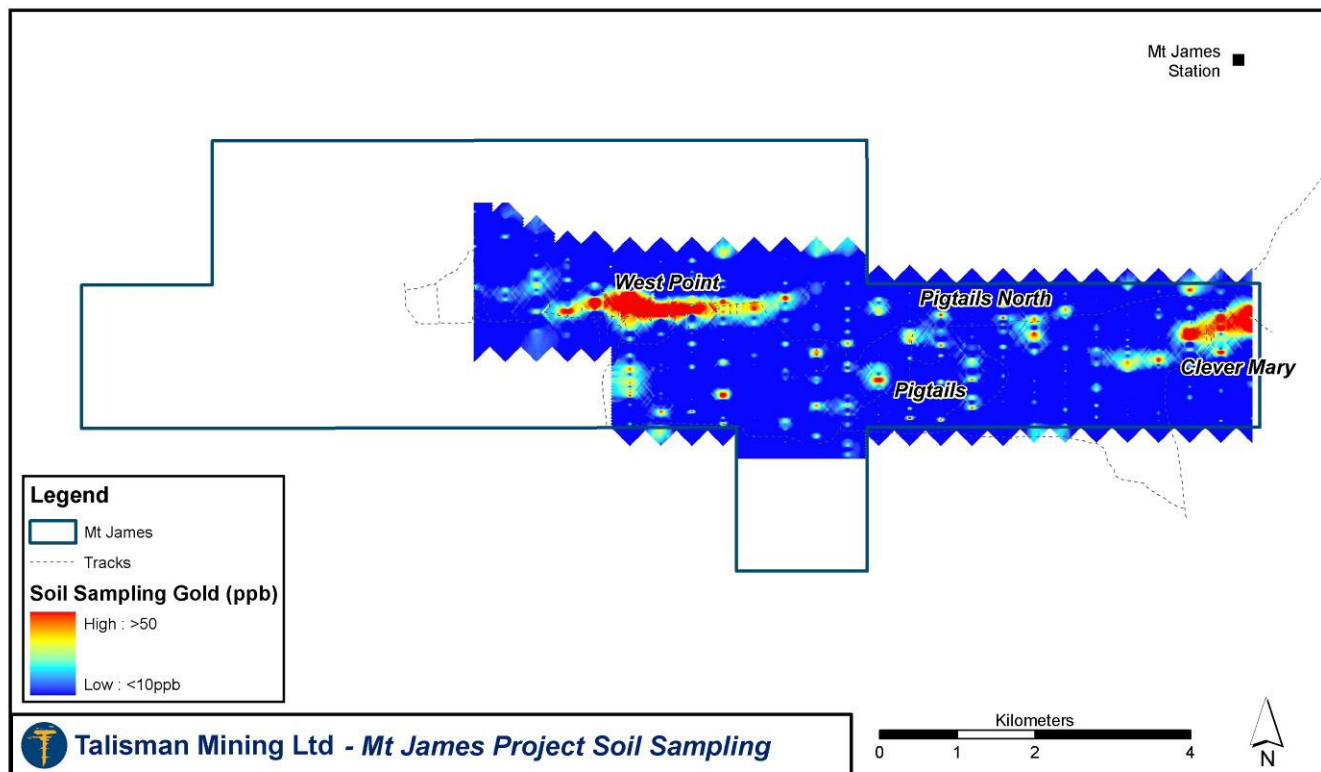 Mt James
Station
West Point
Pigtails North
Clever Mary
Pigtails
Legend
Mt James
Tracks
Soil Sampling Gold (ppb)
High : >50
Low : <10ppb
Talisman Mining Ltd - Mt James Project Soil Sampling
Kilometers
0 1 2 4
N